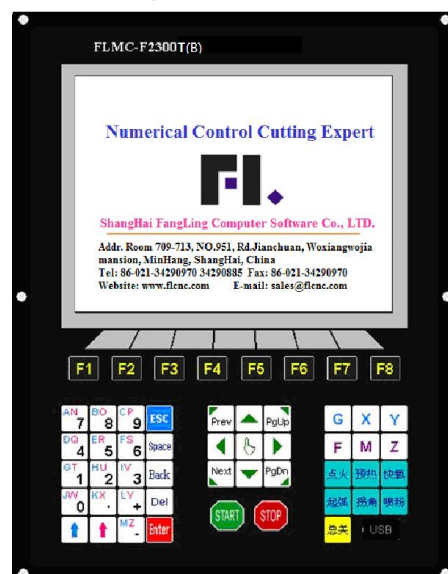 FLMC-F2300T(B)
Numerical Control Cutting Expert
ShangHai FangLing Computer Software Co., LTD.
Addr. Room 709-713, NO.951, Rd.Jianchuan, Woxiangwojia
mansion, MinHang, ShangHai, China
Tel: 86-021-34290970 34290885 Fax: 86-021-34290970
Website: www.flcnc.com E-mail: sales@flcnc.com
F1 F2 F3 F4 F5 F6 F7 F8
AN 7 BO 8 CP 9 ESC Prev PgUp G X Y
DQ 4 ER 5 FS 6 Space F M Z
GT 1 HU 2 IV 3 Back Next PgDn 点火 预热 快氧
JW 0 KX . LY + Del START STOP 起弧 拐角 喷粉
MZ - Enter 总关 USB